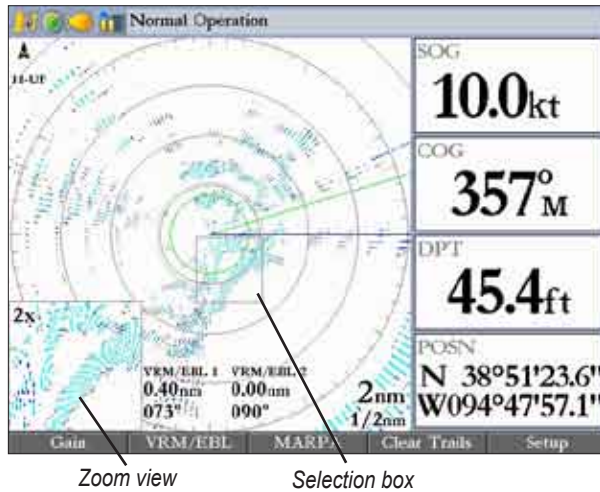 Normal Operation
H-UP
SOG
10.0kt
COG
357°M
DPT
45.4ft
POSN
N 38°51'23.6"
W094°47'57.1"
2x
VRM/EBL 1 VRM/EBL 2
0.40nm 0.00nm
073° 090°
2nm
1/2nm
Gain VRM/EBL MARPA Clear Trails Setup
Zoom view Selection box